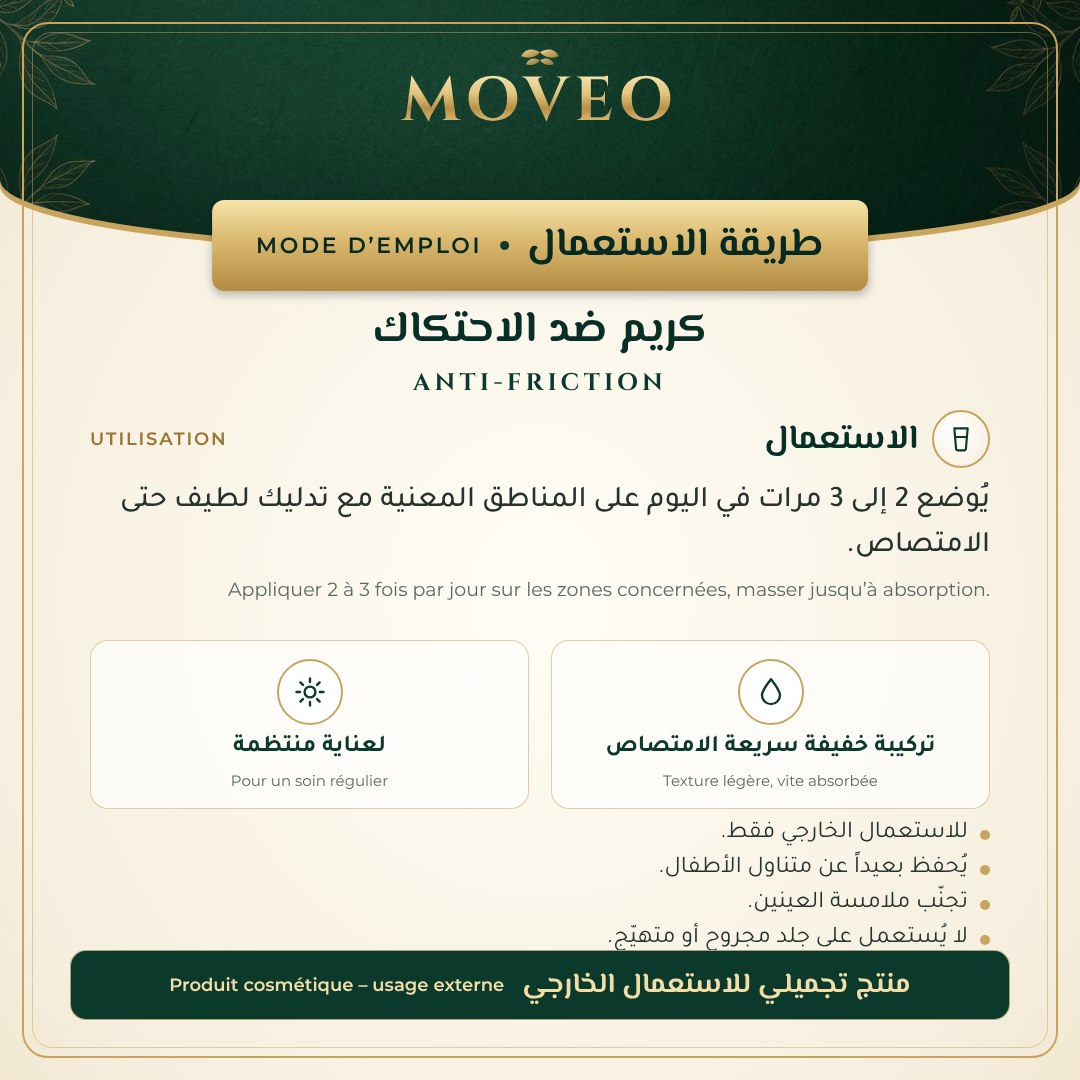 MOVEO
طريقة الاستعمال • MODE D’EMPLOI
كريم ضد الاحتكاك
ANTI-FRICTION
الاستعمال
UTILISATION
يُوضع 2 إلى 3 مرات في اليوم على المناطق المعنية مع تدليك لطيف حتى
الامتصاص.
Appliquer 2 à 3 fois par jour sur les zones concernées, masser jusqu’à absorption.
تركيبة خفيفة سريعة الامتصاص
Texture légère, vite absorbée
لعناية منتظمة
Pour un soin régulier
للاستعمال الخارجي فقط.
يُحفظ بعيداً عن متناول الأطفال.
تجنّب ملامسة العينين.
لا يُستعمل على جلد مجروح أو متهيّج.
منتج تجميلي للاستعمال الخارجي Produit cosmétique – usage externe